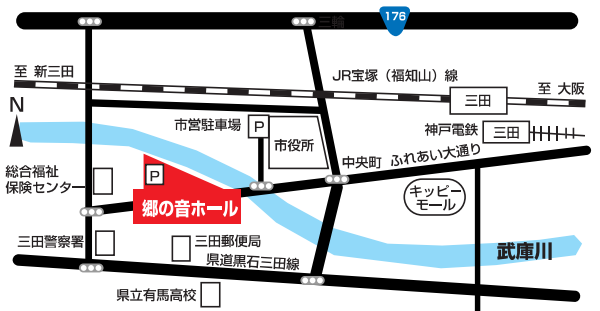 176
三輪
至 新三田
JR宝塚(福知山)線
三田
至 大阪
N
市営駐車場
P
市役所
神戸電鉄
三田
中央町 ふれあい大通り
総合福祉
保険センター
P
郷の音ホール
キッピー
モール
三田警察署
三田郵便局
県道黒石三田線
武庫川
県立有馬高校